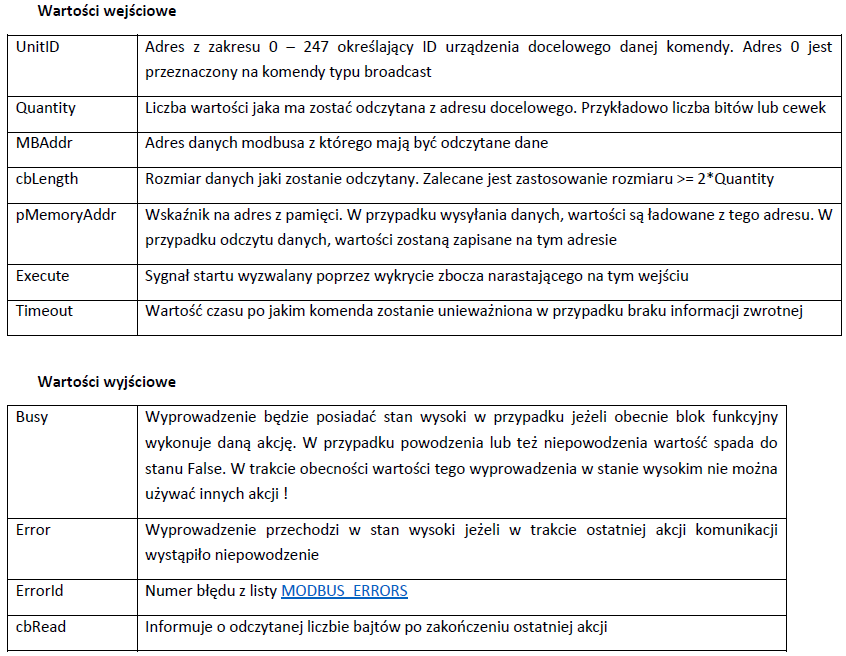 Wartości wejściowe
UnitID
Adres z zakresu 0 – 247 określający ID urządzenia docelowego danej komendy. Adres 0 jest
przeznaczony na komendy typu broadcast
Quantity
Liczba wartości jaka ma zostać odczytana z adresu docelowego. Przykładowo liczba bitów lub cewek
MBAddr
Adres danych modbusa z którego mają być odczytane dane
cbLength
Rozmiar danych jaki zostanie odczytany. Zalecane jest zastosowanie rozmiaru >= 2*Quantity
pMemoryAddr
Wskaźnik na adres z pamięci. W przypadku wysyłania danych, wartości są ładowane z tego adresu. W
przypadku odczytu danych, wartości zostaną zapisane na tym adresie
Execute
Sygnał startu wyzwalany poprzez wykrycie zbocza narastającego na tym wejściu
Timeout
Wartość czasu po jakim komenda zostanie unieważniona w przypadku braku informacji zwrotnej
Wartości wyjściowe
Busy
Wyprowadzenie będzie posiadać stan wysoki w przypadku jeżeli obecnie blok funkcyjny
wykonuje daną akcję. W przypadku powodzenia lub też niepowodzenia wartość spada do
stanu False. W trakcie obecności wartości tego wyprowadzenia w stanie wysokim nie można
używać innych akcji !
Error
Wyprowadzenie przechodzi w stan wysoki jeżeli w trakcie ostatniej akcji komunikacji
wystąpiło niepowodzenie
ErrorId
Numer błędu z listy MODBUS_ERRORS
cbRead
Informuje o odczytanej liczbie bajtów po zakończeniu ostatniej akcji